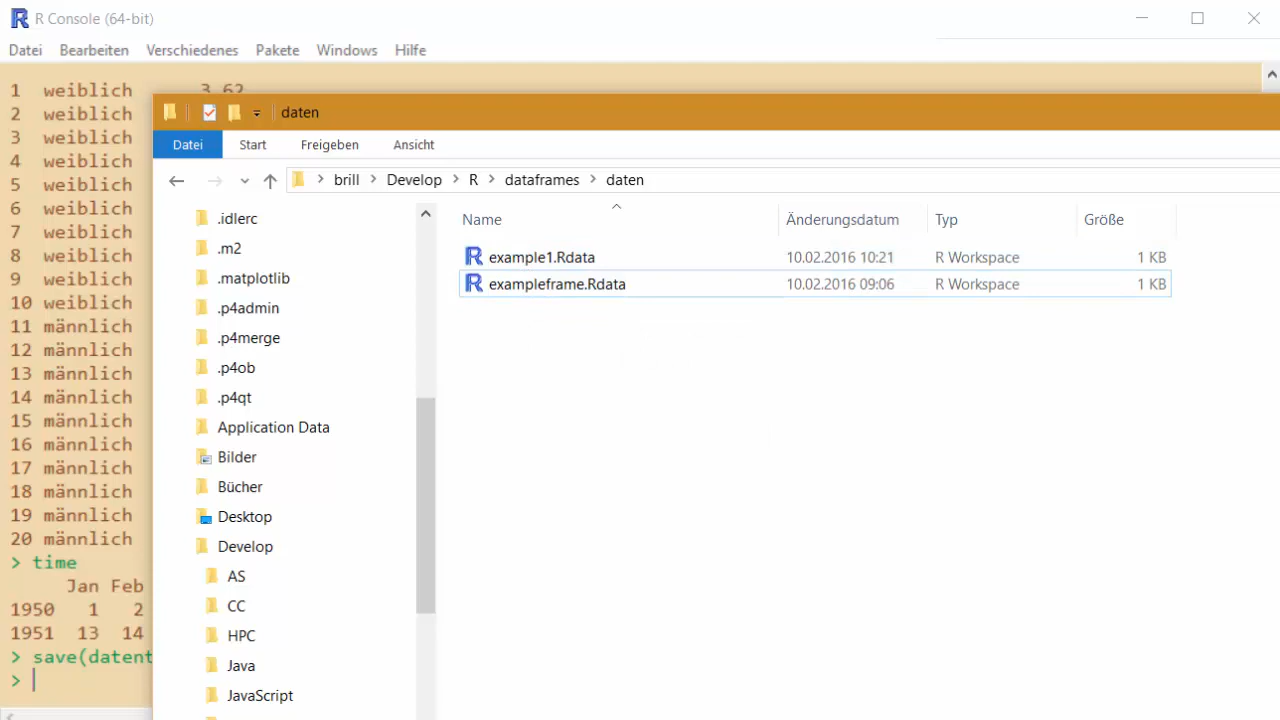 R Console (64-bit)
Datei Bearbeiten Verschiedenes Pakete Windows Hilfe
1 weiblich 3.62
2 weiblich
3 weiblich
4 weiblich
5 weiblich
6 weiblich
7 weiblich
8 weiblich
9 weiblich
10 weiblich
11 männlich
12 männlich
13 männlich
14 männlich
15 männlich
16 männlich
17 männlich
18 männlich
19 männlich
20 männlich
> time
Jan Feb
1950 1 2
1951 13 14
> save(datent
>
daten
Datei Start Freigeben Ansicht
brill > Develop > R > dataframes > daten
.idlerc
.m2
.matplotlib
.p4admin
.p4merge
.p4ob
.p4qt
Application Data
Bilder
Bücher
Desktop
Develop
AS
CC
HPC
Java
JavaScript
Name Änderungsdatum Typ Größe
example1.Rdata 10.02.2016 10:21 R Workspace 1 KB
exampleframe.Rdata 10.02.2016 09:06 R Workspace 1 KB